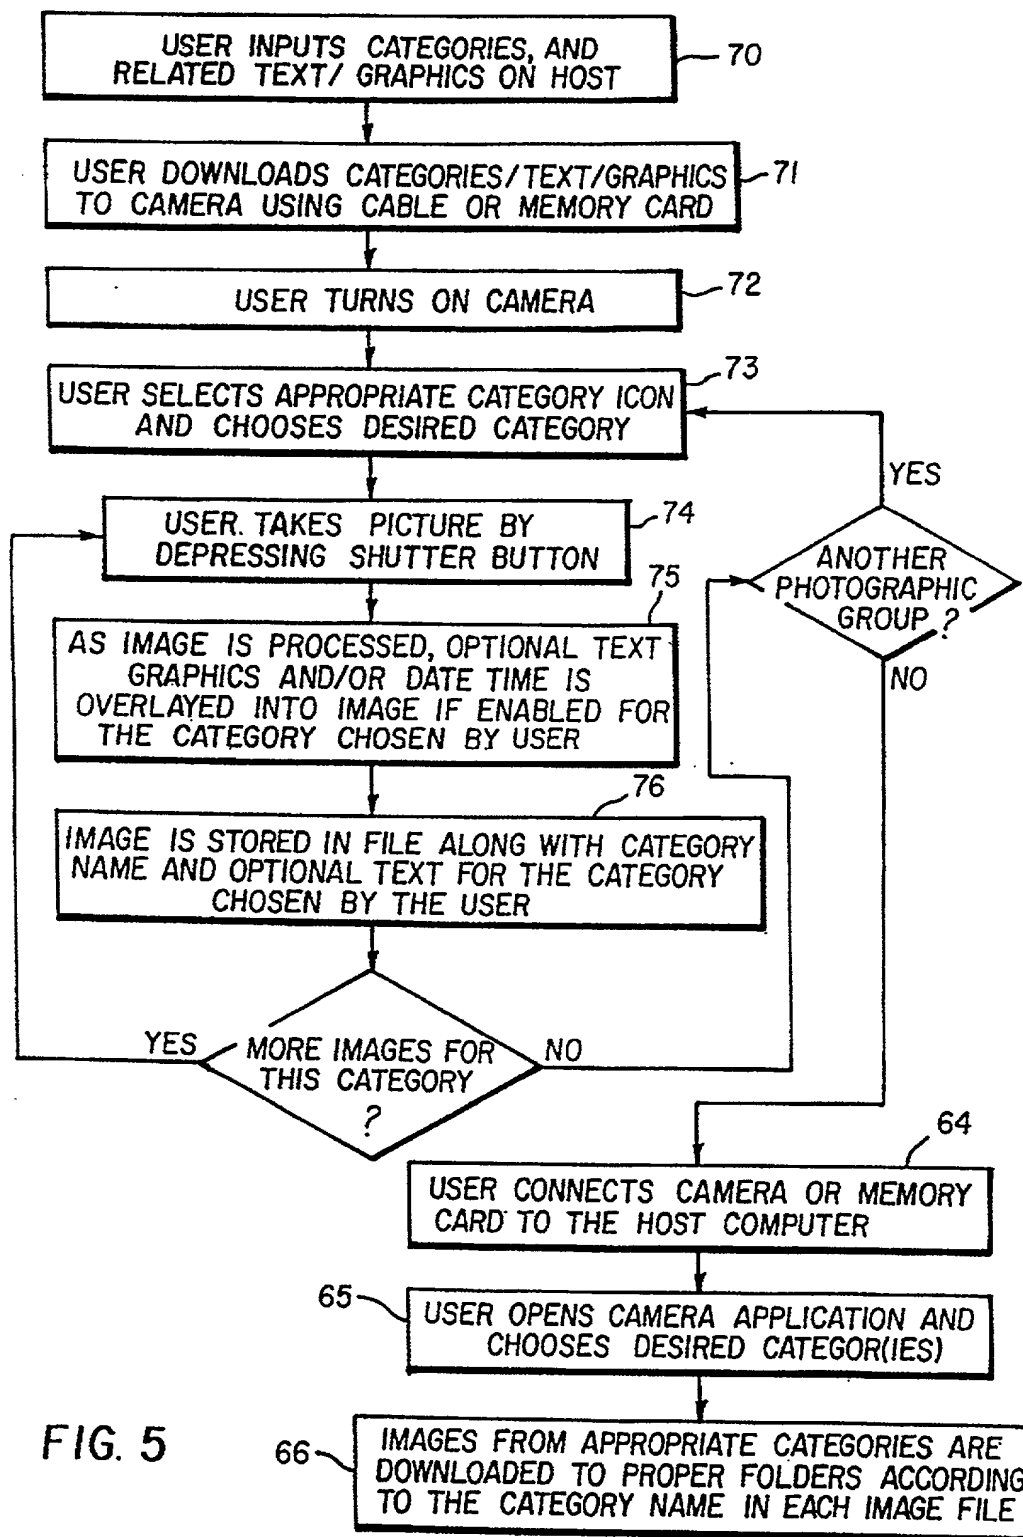 USER INPUTS CATEGORIES, AND
RELATED TEXT/ GRAPHICS ON HOST
70
USER DOWNLOADS CATEGORIES/TEXT/GRAPHICS
TO CAMERA USING CABLE OR MEMORY CARD
71
USER TURNS ON CAMERA
72
USER SELECTS APPROPRIATE CATEGORY ICON
AND CHOOSES DESIRED CATEGORY
73
USER. TAKES PICTURE BY
DEPRESSING SHUTTER BUTTON
74
AS IMAGE IS PROCESSED, OPTIONAL TEXT
GRAPHICS AND/OR DATE TIME IS
OVERLAYED INTO IMAGE IF ENABLED FOR
THE CATEGORY CHOSEN BY USER
75
IMAGE IS STORED IN FILE ALONG WITH CATEGORY
NAME AND OPTIONAL TEXT FOR THE CATEGORY
CHOSEN BY THE USER
76
YES
MORE IMAGES FOR
THIS CATEGORY
?
NO
YES
ANOTHER
PHOTOGRAPHIC
GROUP ?
NO
USER CONNECTS CAMERA OR MEMORY
CARD TO THE HOST COMPUTER
64
65
USER OPENS CAMERA APPLICATION AND
CHOOSES DESIRED CATEGOR(IES)
66
IMAGES FROM APPROPRIATE CATEGORIES ARE
DOWNLOADED TO PROPER FOLDERS ACCORDING
TO THE CATEGORY NAME IN EACH IMAGE FILE
FIG. 5